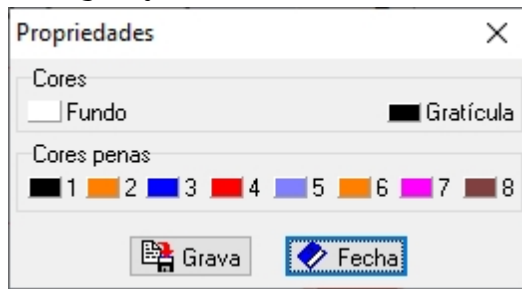 Propriedades
Cores
Fundo Gratícula
Cores penas
1 2 3 4 5 6 7 8
Grava Fecha